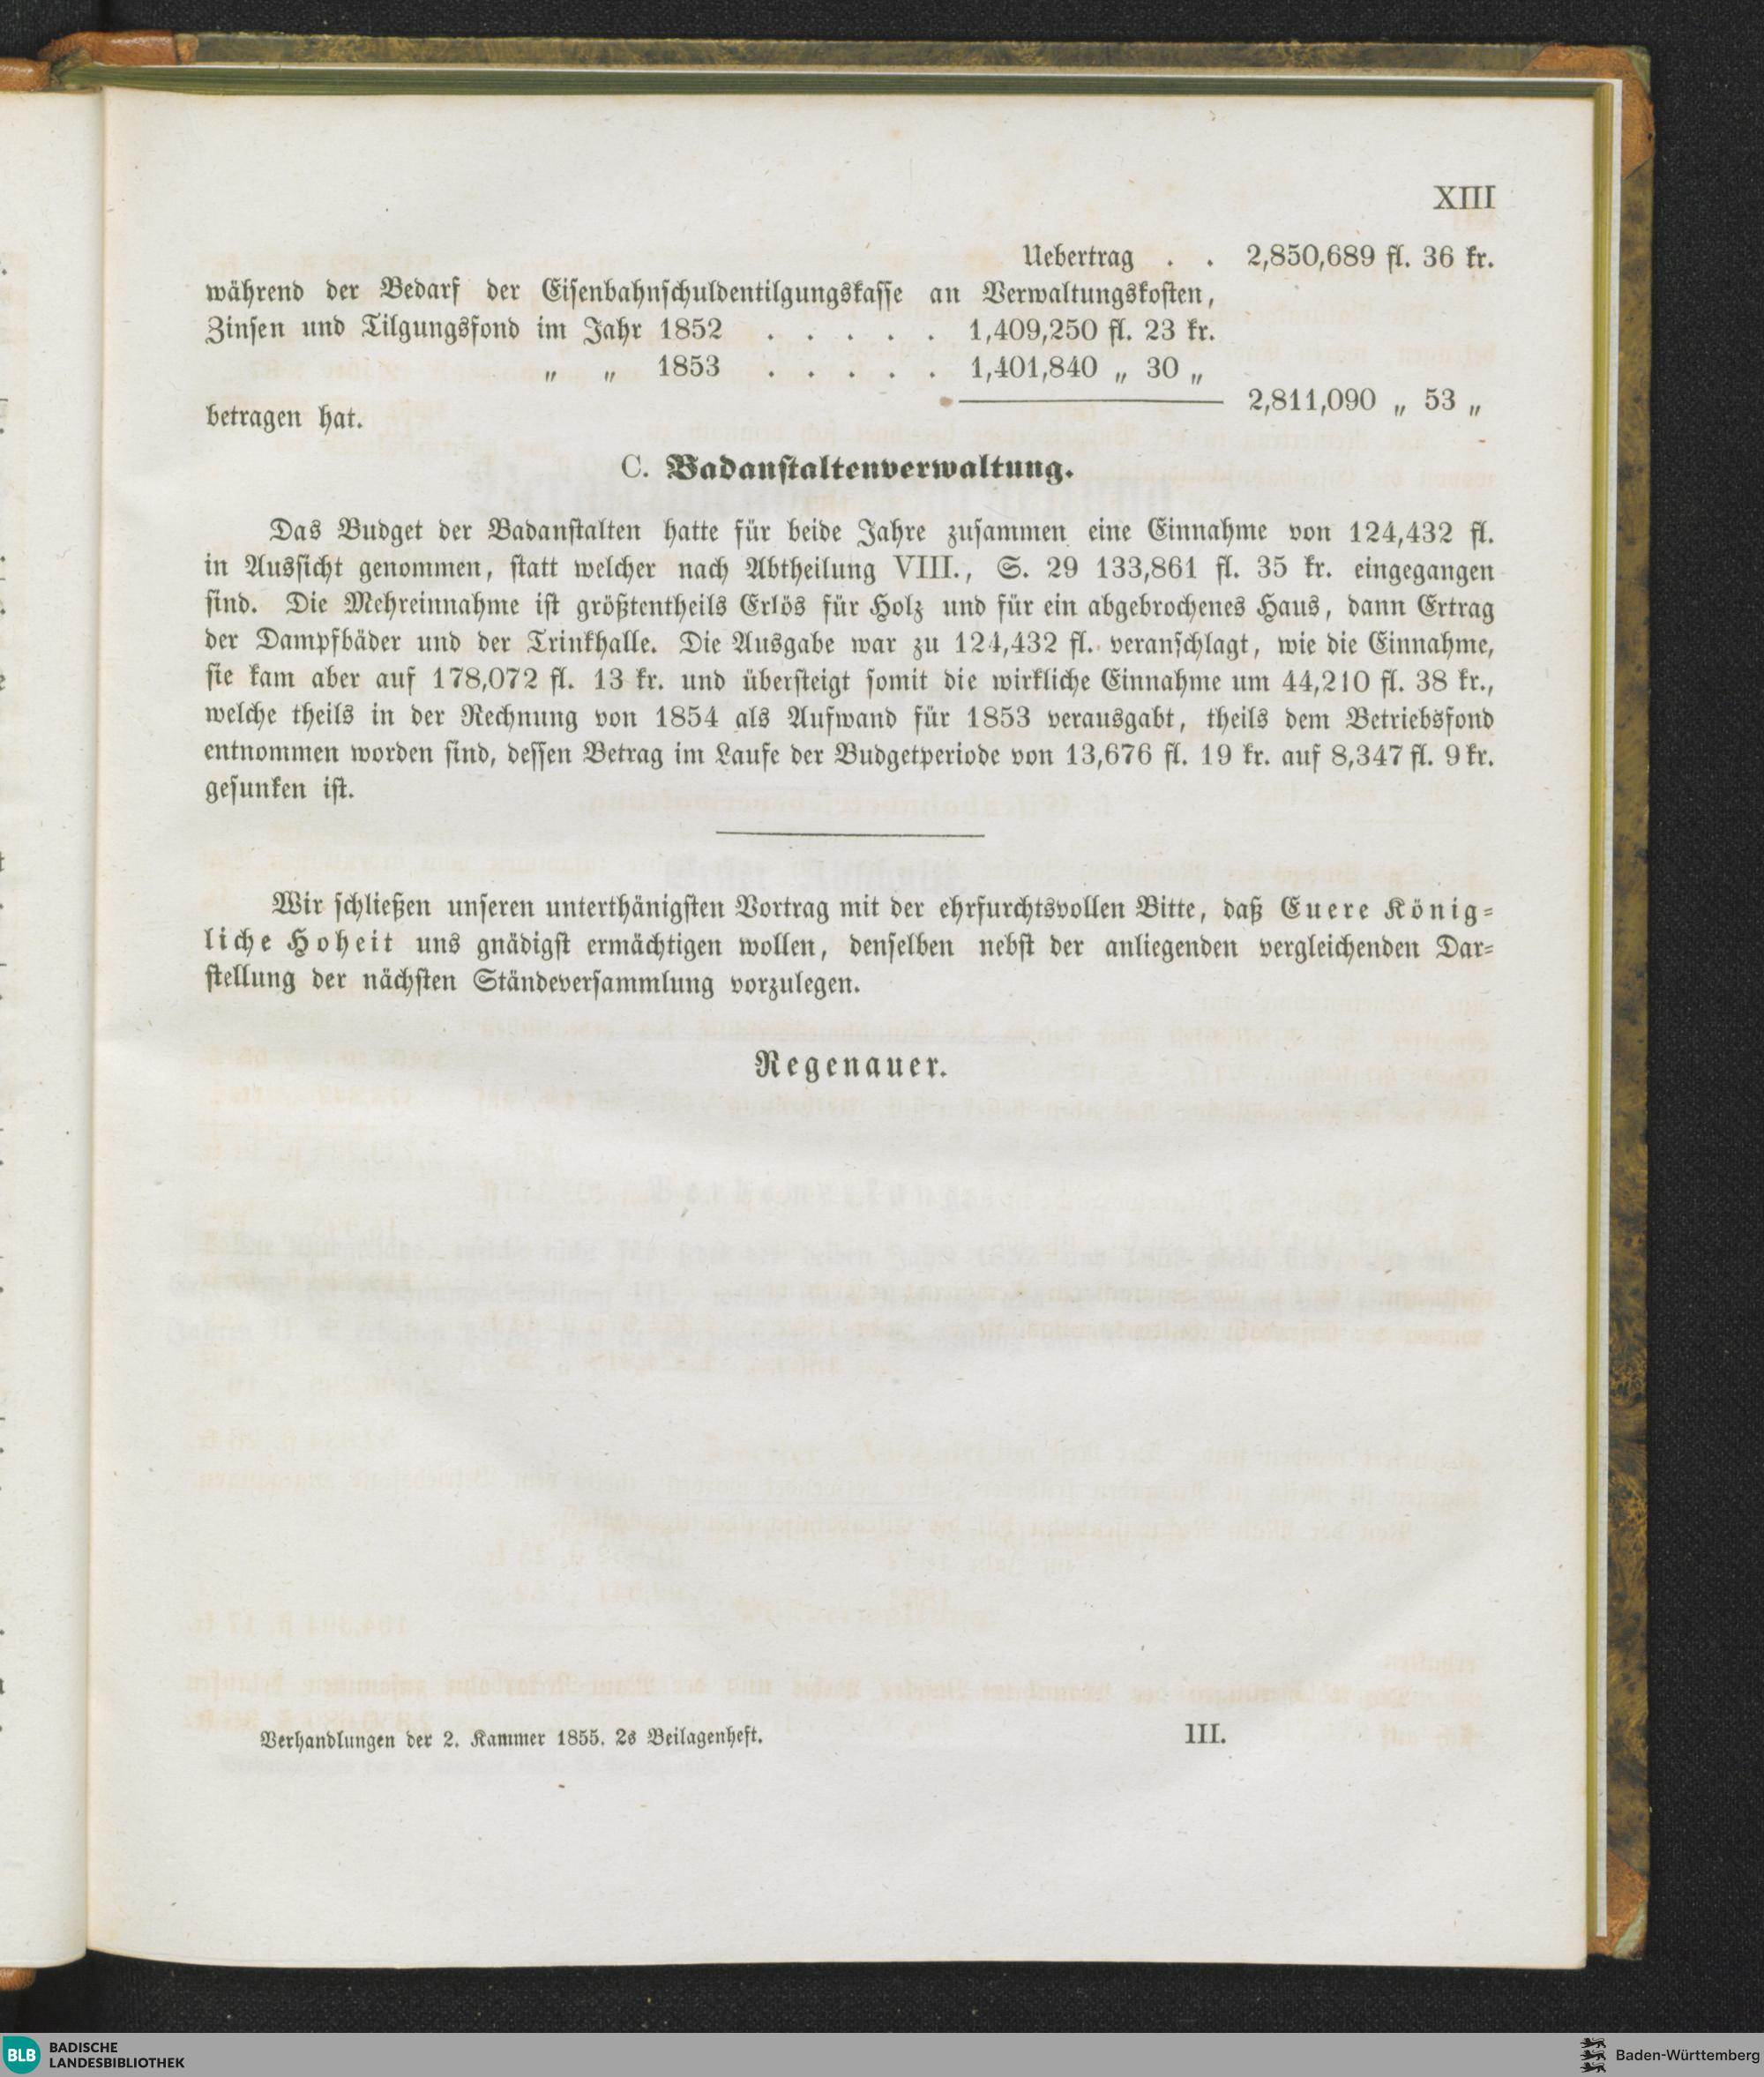 XIII
Uebertrag . . 2,850,689 fl. 36 kr.
während der Bedarf der Eisenbahnschuldentilgungskasse an Verwaltungskosten,
Zinsen und Tilgungsfond im Jahr 1852 . . . . . 1,409,250 fl. 23 kr.
„ „ 1853 . . . . . 1,401,840 „ 30 „
2,811,090 „ 53 „
betragen hat.
C. Badanstaltenverwaltung.
Das Budget der Badanstalten hatte für beide Jahre zusammen eine Einnahme von 124,432 fl.
in Aussicht genommen, statt welcher nach Abtheilung VIII., S. 29 133,861 fl. 35 kr. eingegangen
sind. Die Mehreinnahme ist größtentheils Erlös für Holz und für ein abgebrochenes Haus, dann Ertrag
der Dampfbäder und der Trinkhalle. Die Ausgabe war zu 124,432 fl. veranschlagt, wie die Einnahme,
sie kam aber auf 178,072 fl. 13 kr. und übersteigt somit die wirkliche Einnahme um 44,210 fl. 38 kr.,
welche theils in der Rechnung von 1854 als Aufwand für 1853 verausgabt, theils dem Betriebsfond
entnommen worden sind, dessen Betrag im Laufe der Budgetperiode von 13,676 fl. 19 kr. auf 8,347 fl. 9 kr.
gesunken ist.
Wir schließen unseren unterthänigsten Vortrag mit der ehrfurchtsvollen Bitte, daß Euere König-
liche Hoheit uns gnädigst ermächtigen wollen, denselben nebst der anliegenden vergleichenden Dar-
stellung der nächsten Ständeversammlung vorzulegen.
Regenauer.
Verhandlungen der 2. Kammer 1855. 2s Beilagenheft. III.
BLB BADISCHE
LANDESBIBLIOTHEK
Baden-Württemberg